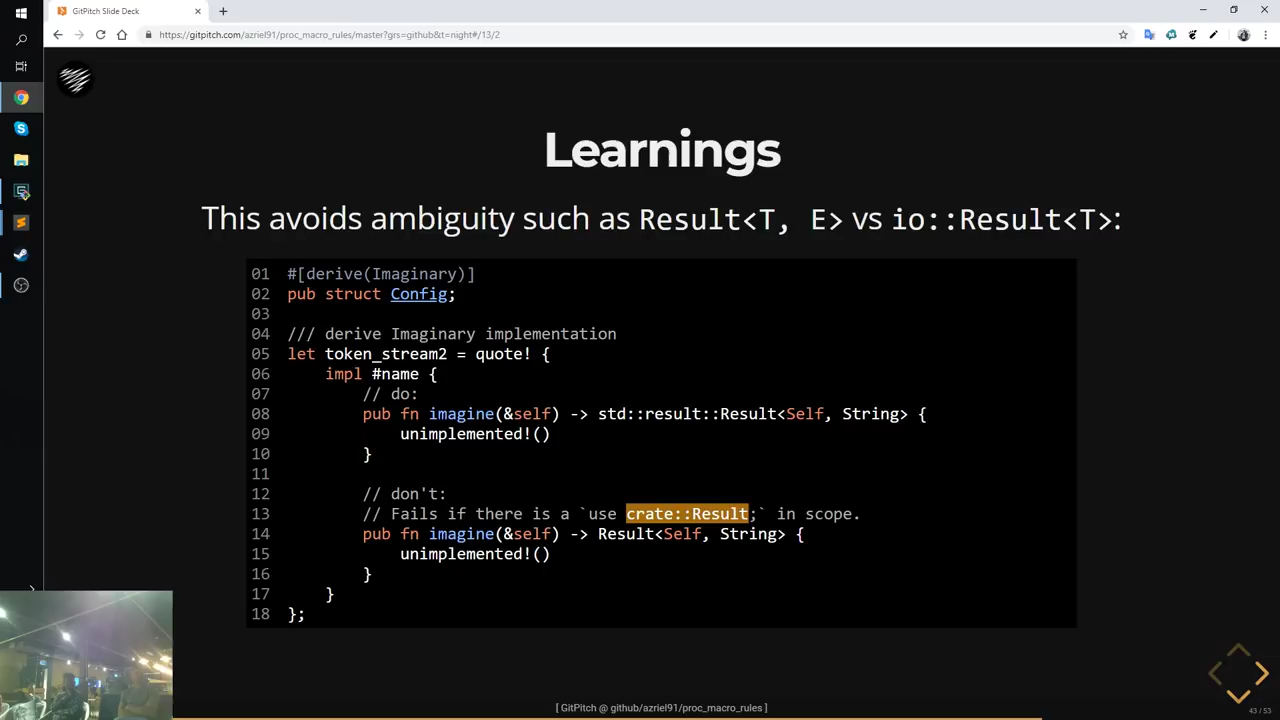 GitPitch Slide Deck
https://gitpitch.com/azriel91/proc_macro_rules/master?grs=github&t=night#/13/2
Learnings
This avoids ambiguity such as Result<T, E> vs io::Result<T>:
01 #[derive(Imaginary)]
02 pub struct Config;
03
04 /// derive Imaginary implementation
05 let token_stream2 = quote! {
06     impl #name {
07         // do:
08         pub fn imagine(&self) -> std::result::Result<Self, String> {
09             unimplemented!()
10         }
11
12         // don't:
13         // Fails if there is a `use crate::Result;` in scope.
14         pub fn imagine(&self) -> Result<Self, String> {
15             unimplemented!()
16         }
17     }
18 };
[ GitPitch @ github/azriel91/proc_macro_rules ]
43 / 53